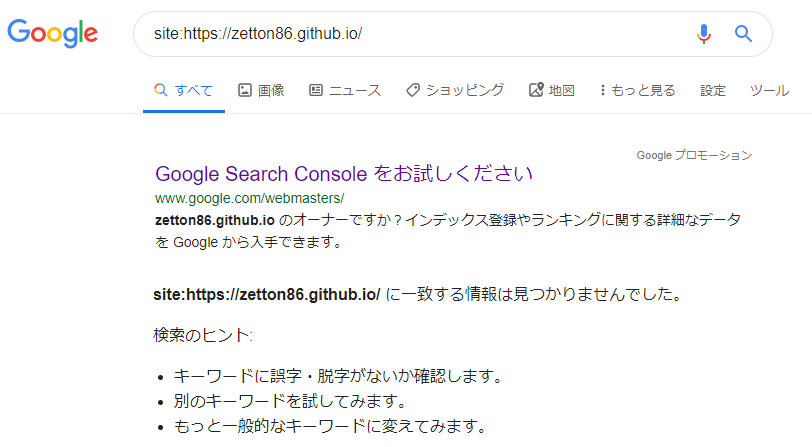 Google site:https://zetton86.github.io/
すべて 画像 ニュース ショッピング 地図 もっと見る 設定 ツール
Google プロモーション
Google Search Console をお試しください
www.google.com/webmasters/
zetton86.github.io のオーナーですか？インデックス登録やランキングに関する詳細なデータ
を Google から入手できます。
site:https://zetton86.github.io/ に一致する情報は見つかりませんでした。
検索のヒント:
• キーワードに誤字・脱字がないか確認します。
• 別のキーワードを試してみます。
• もっと一般的なキーワードに変えてみます。